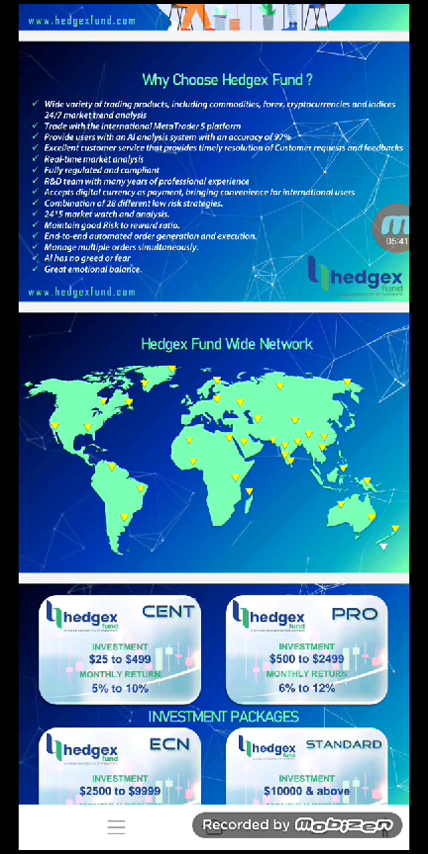 www.hedgexfund.com
Why Choose Hedgex Fund ?
Wide variety of trading products, including commodities, forex, cryptocurrencies and indices
24/7 market trend analysis
Trade with the international MetaTrader 5 platform
Provide users with an AI analysis system with an accuracy of 97%
Excellent customer service that provides timely resolution of Customer requests and feedbacks
Real-time market analysis
Fully regulated and compliant
R&D team with many years of professional experience
Accepts digital currency as payment, bringing convenience for international users
Combination of 28 different low risk strategies.
24*5 market watch and analysis.
Maintain good Risk to reward ratio.
End-to-end automated order generation and execution.
Manage multiple orders simultaneously.
AI has no greed or fear
Great emotional balance.
05:41
hedgex
fund
www.hedgexfund.com
Hedgex Fund Wide Network
hedgex
fund
CENT
INVESTMENT
$25 to $499
MONTHLY RETURN
5% to 10%
hedgex
fund
PRO
INVESTMENT
$500 to $2499
MONTHLY RETURN
6% to 12%
INVESTMENT PACKAGES
hedgex
fund
ECN
INVESTMENT
$2500 to $9999
hedgex
fund
STANDARD
INVESTMENT
$10000 & above
Recorded by mobizen